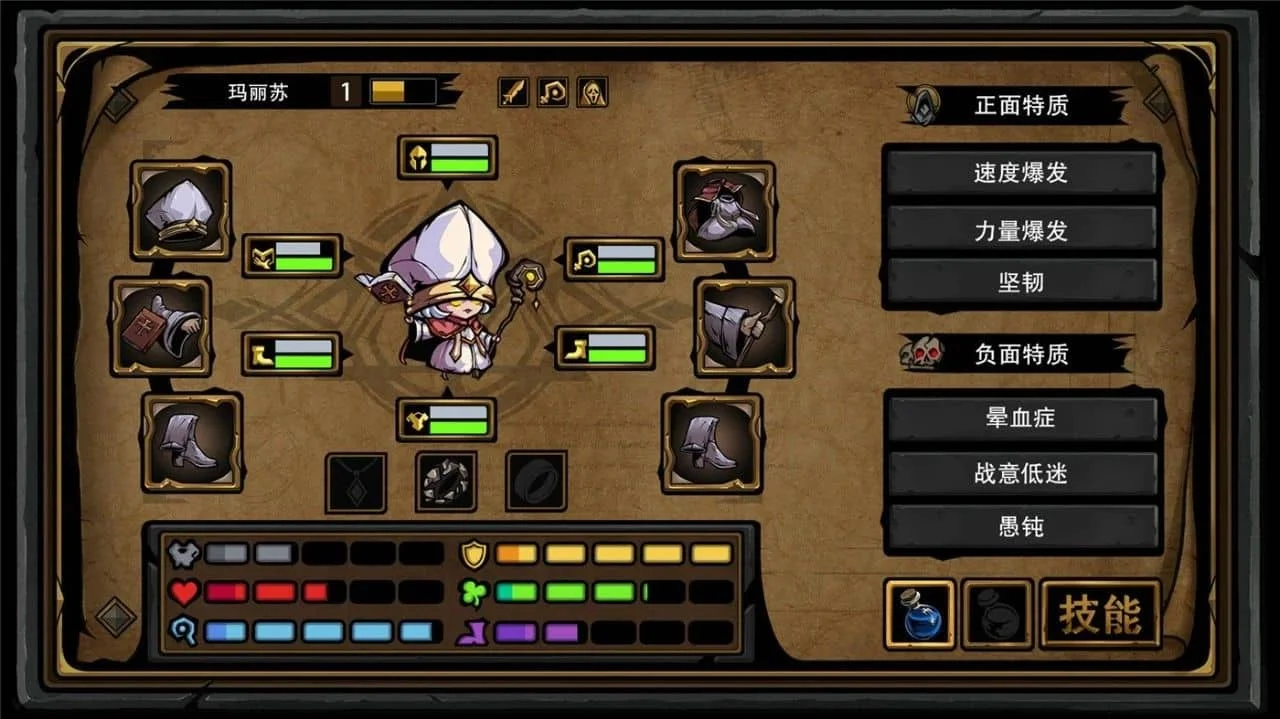 玛丽苏 1
正面特质
速度爆发
力量爆发
坚韧
负面特质
晕血症
战意低迷
愚钝
技能